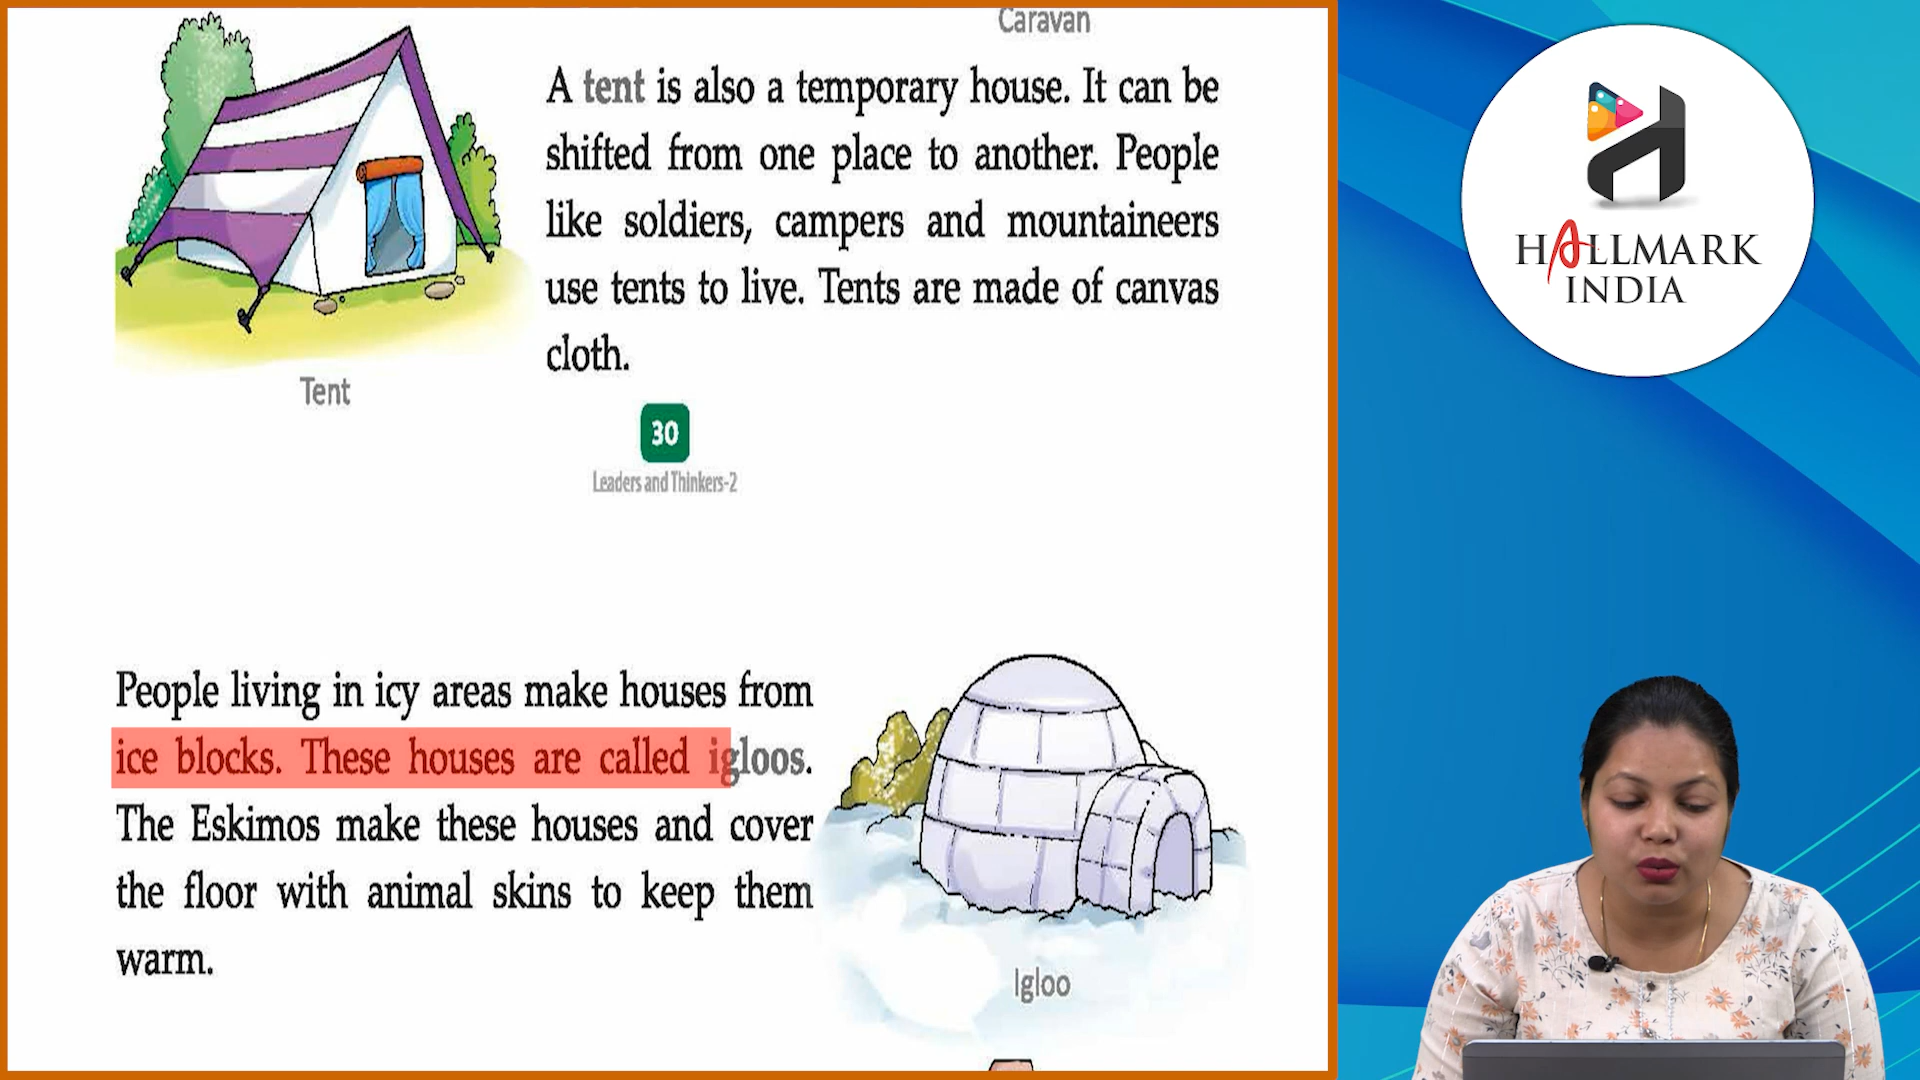 Caravan
A tent is also a temporary house. It can be
shifted from one place to another. People
like soldiers, campers and mountaineers
use tents to live. Tents are made of canvas
cloth.
Tent
30
Leaders and Thinkers-2
People living in icy areas make houses from
ice blocks. These houses are called igloos.
The Eskimos make these houses and cover
the floor with animal skins to keep them
warm.
Igloo
HALLMARK
INDIA